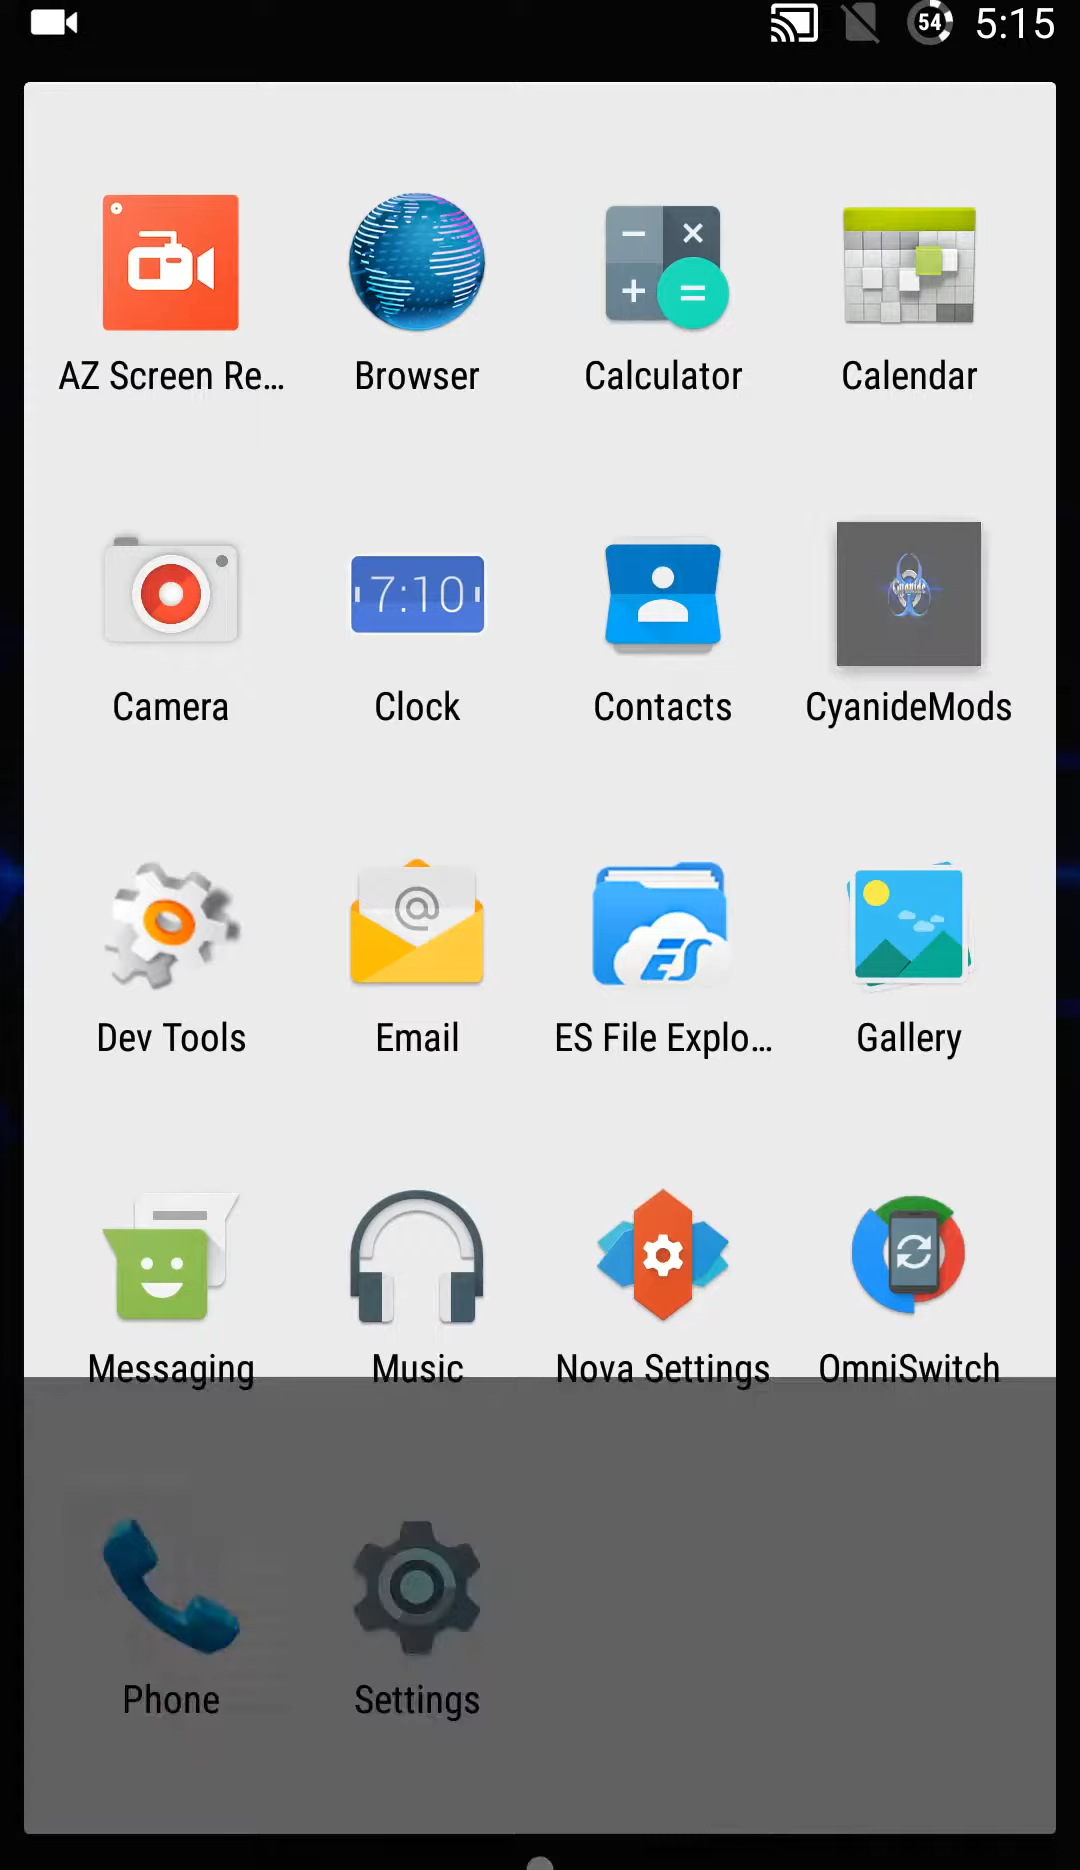 54 5:15
AZ Screen Re... Browser Calculator Calendar
7:10
Camera Clock Contacts CyanideMods
Dev Tools Email ES File Explo... Gallery
Messaging Music Nova Settings OmniSwitch
Phone Settings